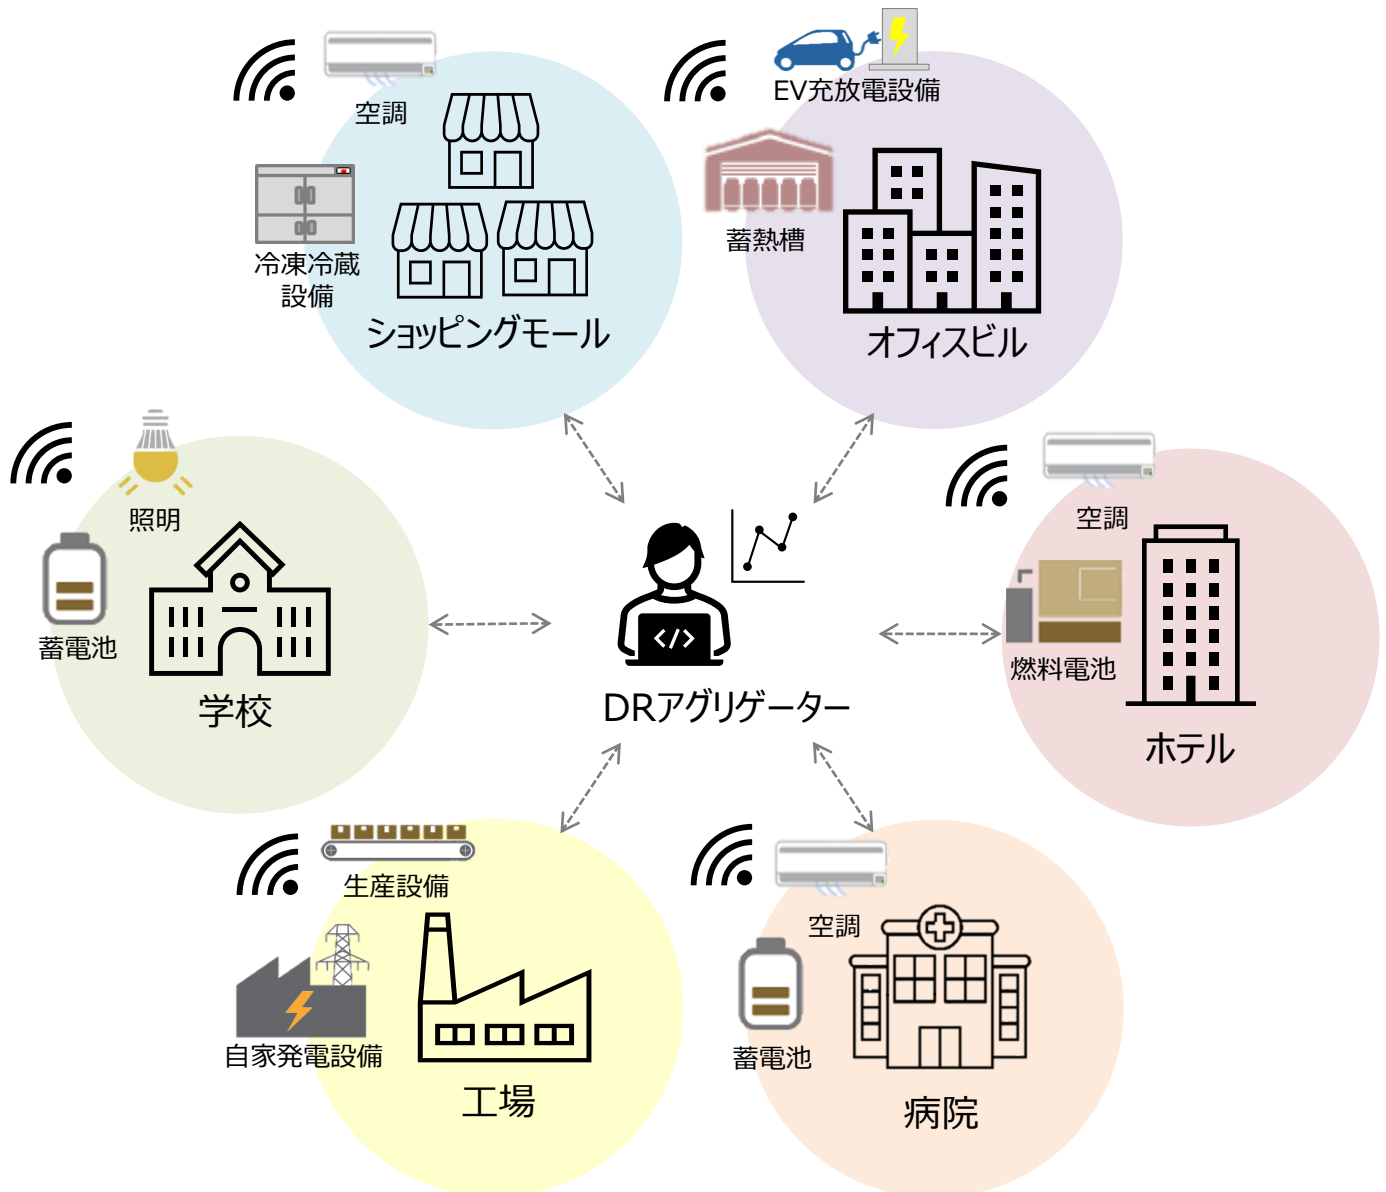 空調
冷凍冷蔵
設備
ショッピングモール
EV充放電設備
蓄熱槽
オフィスビル
照明
蓄電池
学校
DRアグリゲーター
空調
燃料電池
ホテル
生産設備
自家発電設備
工場
空調
蓄電池
病院